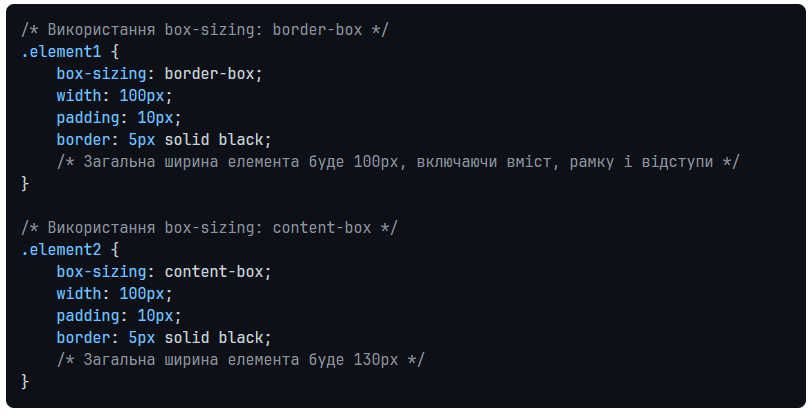 /* Використання box-sizing: border-box */
.element1 {
    box-sizing: border-box;
    width: 100px;
    padding: 10px;
    border: 5px solid black;
    /* Загальна ширина елемента буде 100px, включаючи вміст, рамку і відступи */
}

/* Використання box-sizing: content-box */
.element2 {
    box-sizing: content-box;
    width: 100px;
    padding: 10px;
    border: 5px solid black;
    /* Загальна ширина елемента буде 130px */
}